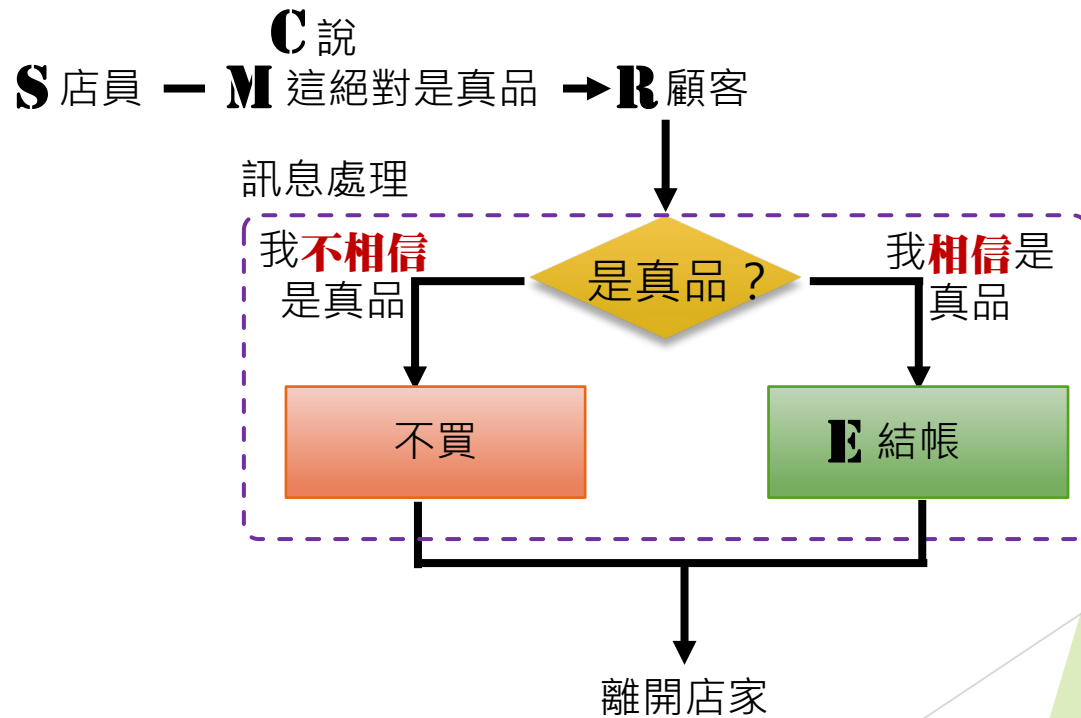 C 說
S 店員 M 這絕對是真品 R 顧客
訊息處理
我不相信
是真品
是真品？
我相信是
真品
不買
E 結帳
離開店家